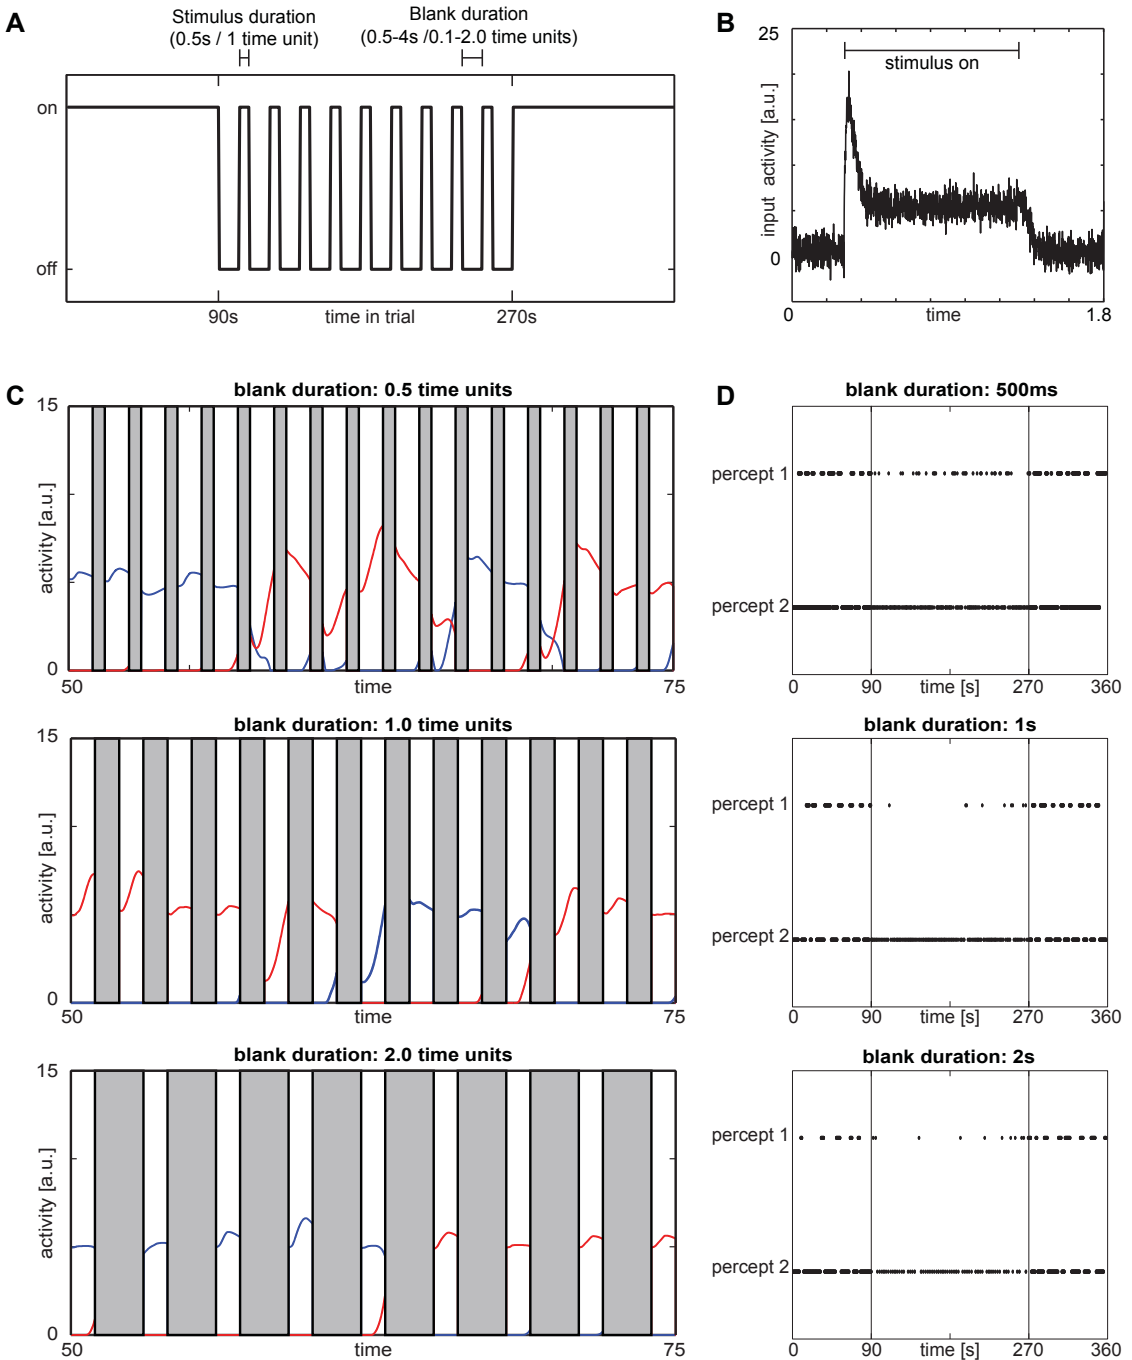 A
Stimulus duration
(0.5s / 1 time unit)
Blank duration
(0.5-4s /0.1-2.0 time units)
on
off
90s
time in trial
270s
B
25
stimulus on
input activity [a.u.]
0
0
time
1.8
C
blank duration: 0.5 time units
15
activity [a.u.]
0
50
time
75
blank duration: 1.0 time units
15
activity [a.u.]
0
50
time
75
blank duration: 2.0 time units
15
activity [a.u.]
0
50
time
75
D
blank duration: 500ms
percept 1
percept 2
0
90
time [s]
270
360
blank duration: 1s
percept 1
percept 2
0
90
time [s]
270
360
blank duration: 2s
percept 1
percept 2
0
90
time [s]
270
360